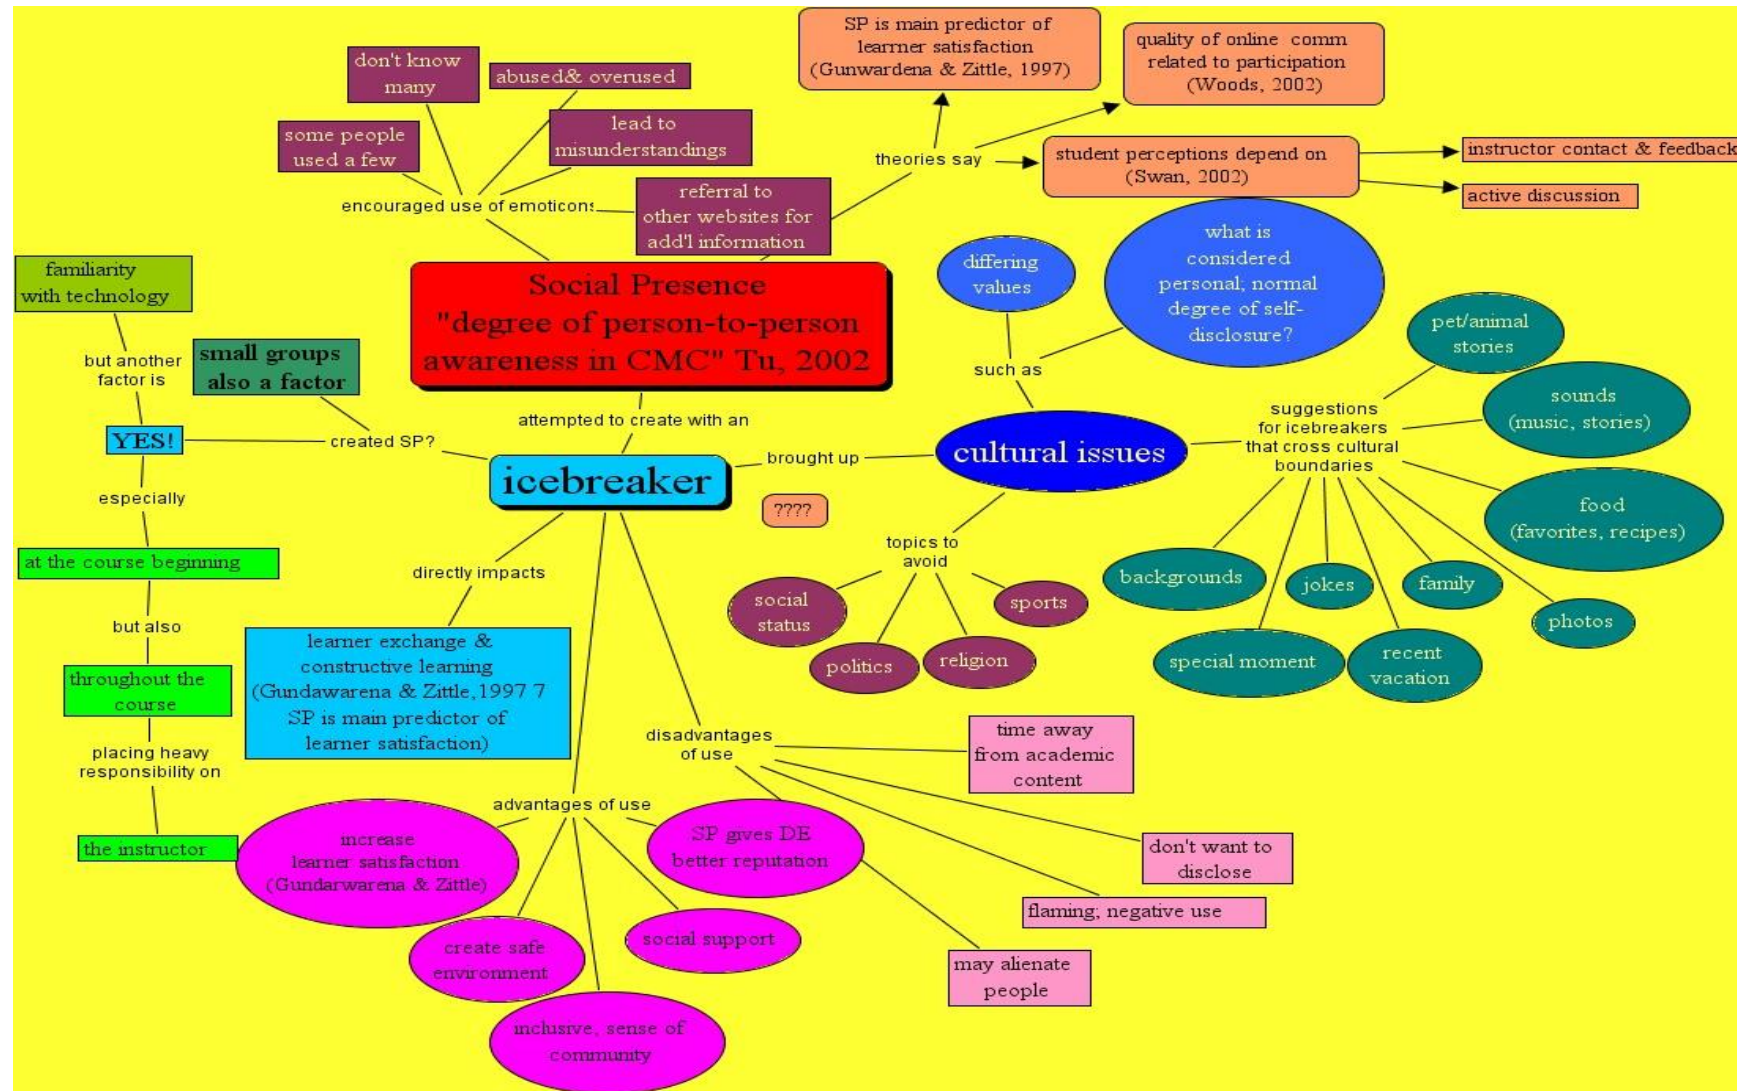 SP is main predictor of
learrner satisfaction
(Gunwardena & Zittle, 1997)
quality of online comm
related to participation
(Woods, 2002)
don't know
many
abused& overused
some people
used a few
lead to
misunderstandings
theories say
student perceptions depend on
(Swan, 2002)
instructor contact & feedback
active discussion
encouraged use of emoticons
referral to
other websites for
add'l information
familiarity
with technology
Social Presence
"degree of person-to-person
awareness in CMC" Tu, 2002
differing
values
what is
considered
personal; normal
degree of self-
disclosure?
pet/animal
stories
but another
factor is
small groups
also a factor
such as
attempted to create with an
suggestions
for icebreakers
that cross cultural
boundaries
sounds
(music, stories)
YES!
created SP?
icebreaker
brought up
cultural issues
????
especially
food
(favorites, recipes)
topics to
avoid
at the course beginning
directly impacts
backgrounds
jokes
family
photos
social
status
sports
politics
religion
special moment
recent
vacation
but also
learner exchange &
constructive learning
(Gundawarena & Zittle,1997 7
SP is main predictor of
learner satisfaction)
throughout the
course
placing heavy
responsibility on
disadvantages
of use
time away
from academic
content
advantages of use
the instructor
increase
learner satisfaction
(Gundarwarena & Zittle)
SP gives DE
better reputation
don't want to
disclose
flaming; negative use
create safe
environment
social support
may alienate
people
inclusive, sense of
community